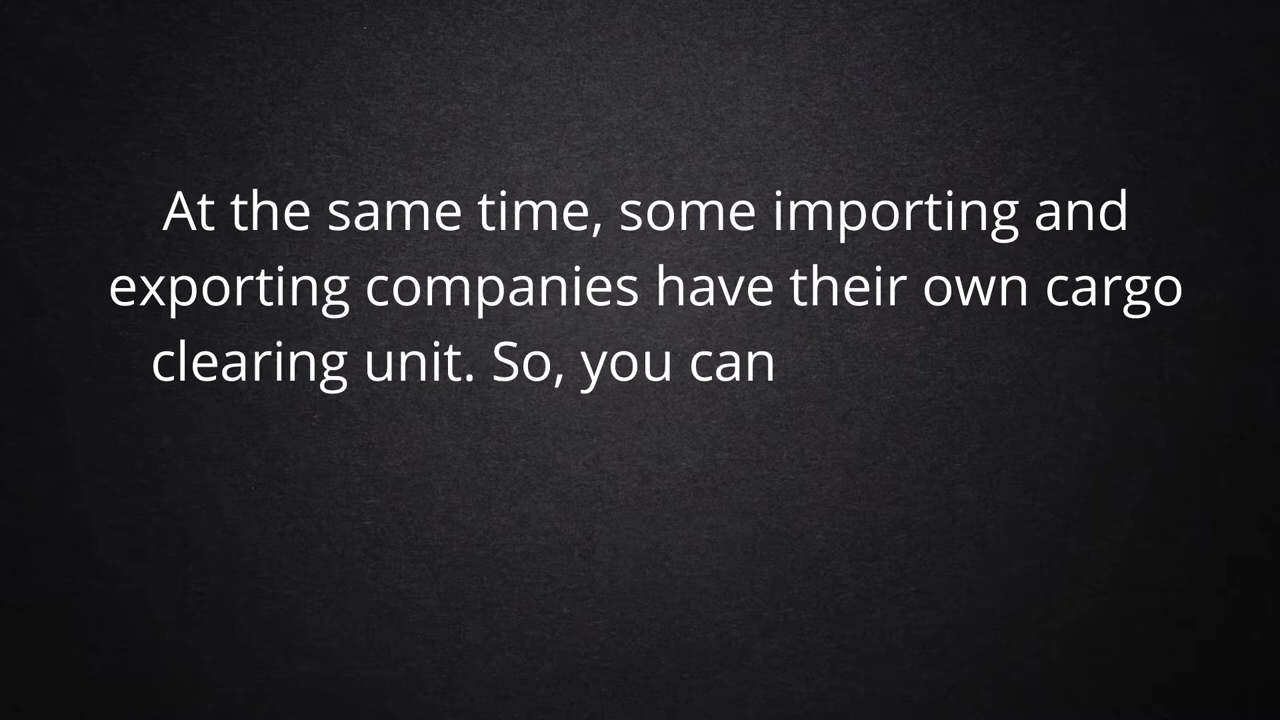 At the same time, some importing and
exporting companies have their own cargo
clearing unit. So, you can